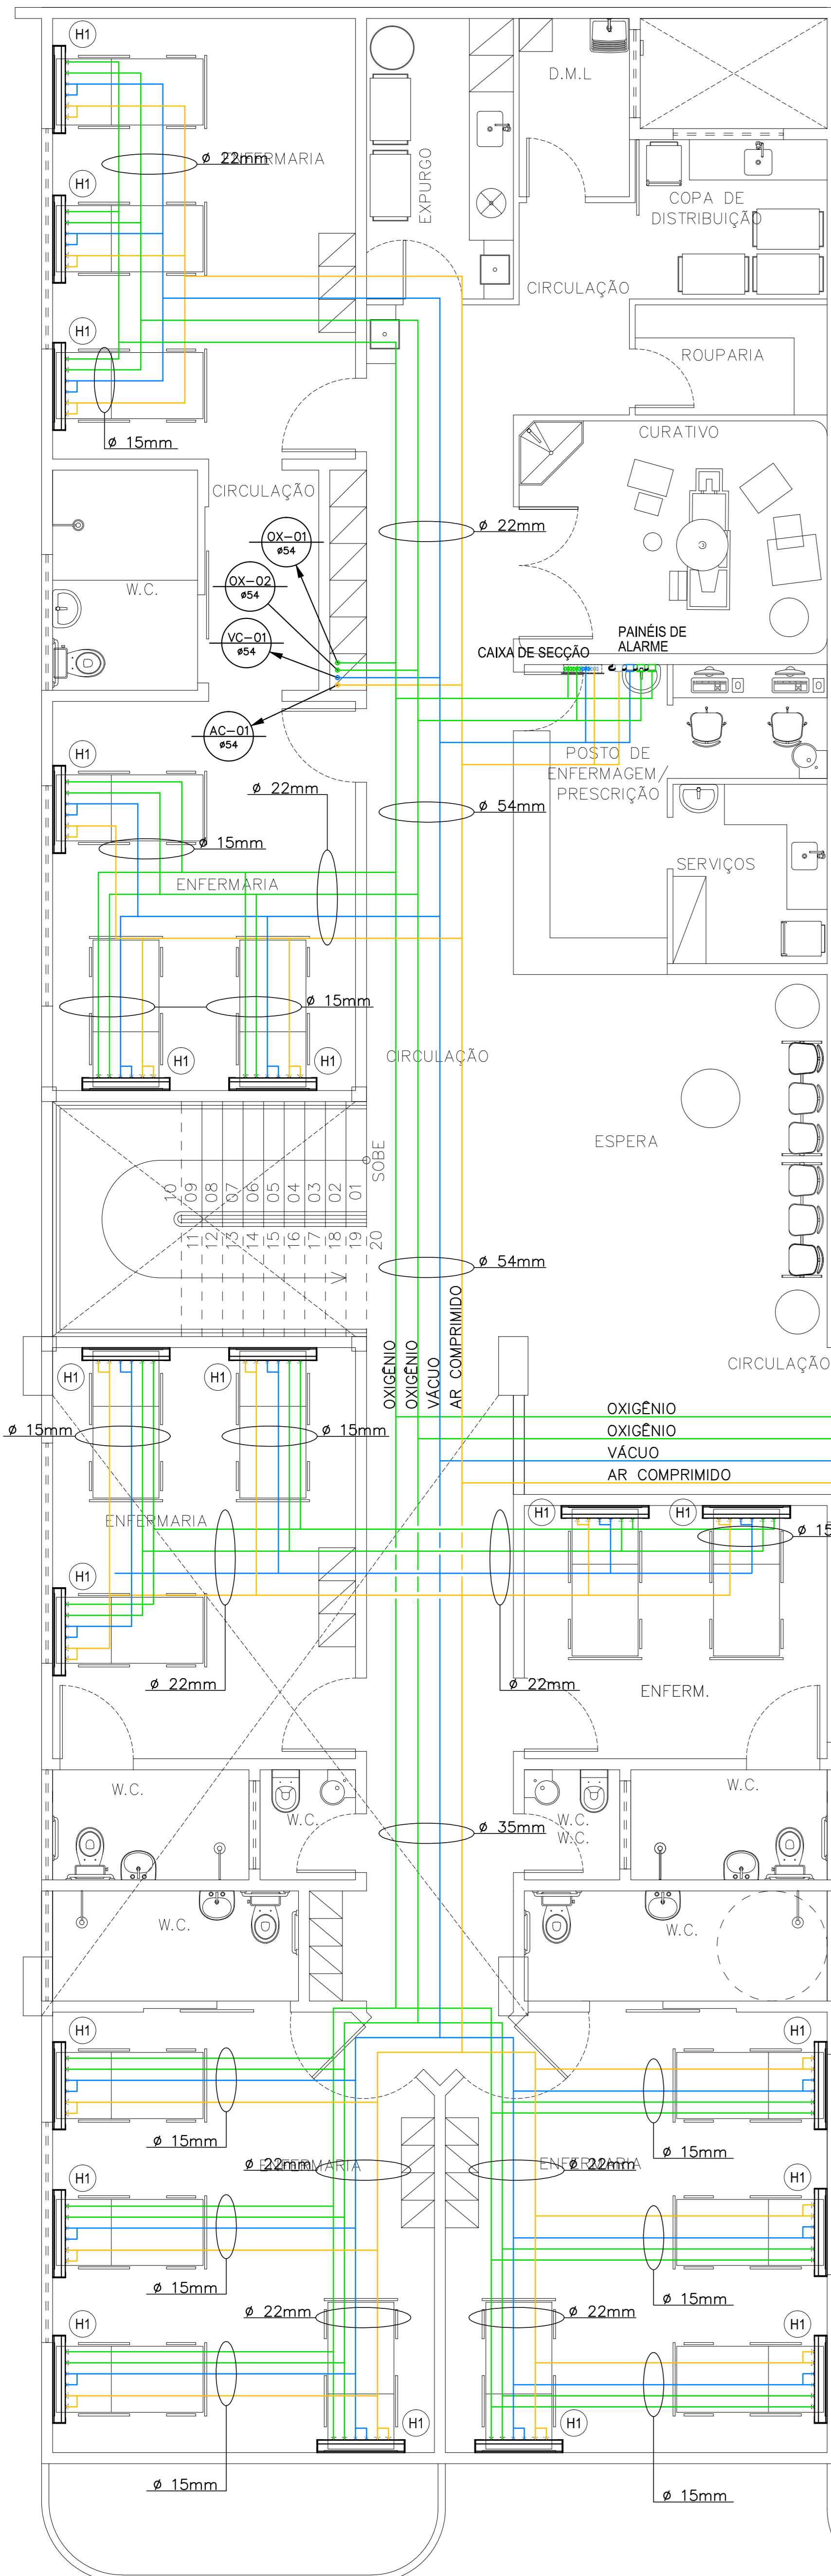 H1
D.M.L
ø 22mm
ENFERMARIA
EXPURGO
H1
COPA DE
DISTRIBUIÇÃO
CIRCULAÇÃO
H1
ROUPARIA
ø 15mm
CURATIVO
CIRCULAÇÃO
OX-01
ø54
ø 22mm
OX-02
ø54
W.C.
VC-01
ø54
PAINÉIS DE
ALARME
CAIXA DE SECÇÃO
AC-01
ø54
H1
POSTO DE
ENFERMAGEM/
PRESCRIÇÃO
ø 22mm
ø 54mm
ø 15mm
SERVIÇOS
ENFERMARIA
ø 15mm
H1
H1
CIRCULAÇÃO
ESPERA
SOBE
10
09
08
07
06
05
04
03
02
01
11
12
13
14
15
16
17
18
19
20
ø 54mm
OXIGÊNIO
OXIGÊNIO
VÁCUO
AR COMPRIMIDO
CIRCULAÇÃO
H1
H1
OXIGÊNIO
OXIGÊNIO
VÁCUO
AR COMPRIMIDO
ø 15mm
ø 15mm
H1
H1
ENFERMARIA
ø 15
H1
ø 22mm
ø 22mm
ENFERM.
W.C.
W.C.
W.C.
W.C.
W.C.
ø 35mm
W.C.
W.C.
H1
H1
ø 15mm
ø 15mm
ø 22mm
ENFERMARIA
ENFERMARIA
ø 22mm
H1
H1
ø 15mm
ø 15mm
ø 22mm
ø 22mm
H1
H1
H1
H1
ø 15mm
ø 15mm